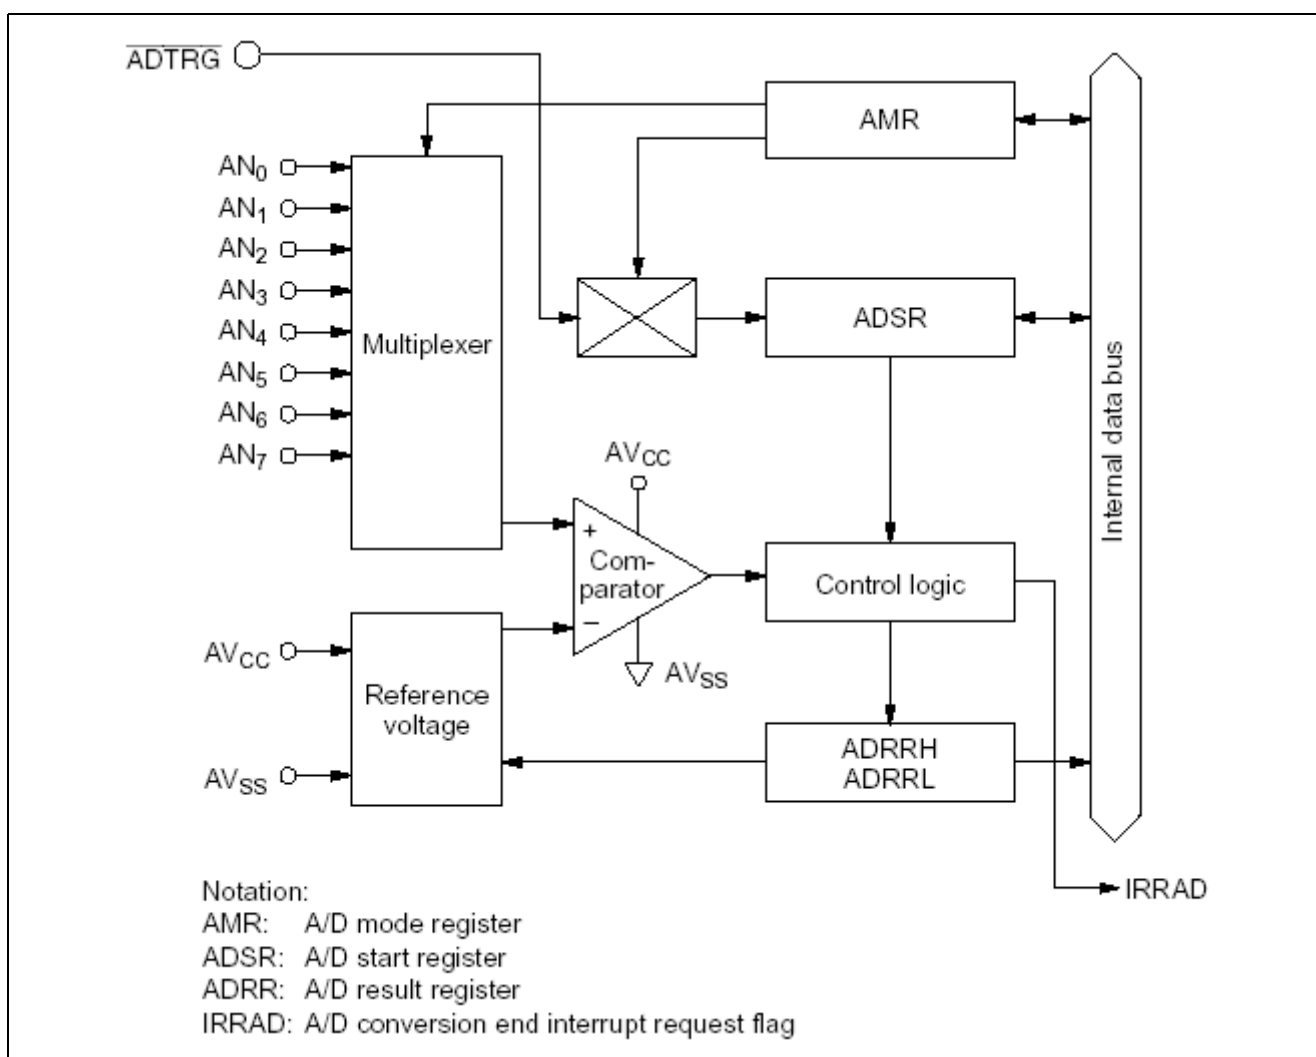 ADTRG
AMR
AN0
AN1
AN2
AN3
AN4
AN5
AN6
AN7
Multiplexer
ADSR
Internal data bus
AVCC
+
Com-
parator
−
AVSS
Control logic
AVCC
Reference
voltage
AVSS
ADRRH
ADRRL
IRRAD
Notation:
AMR: A/D mode register
ADSR: A/D start register
ADRR: A/D result register
IRRAD: A/D conversion end interrupt request flag